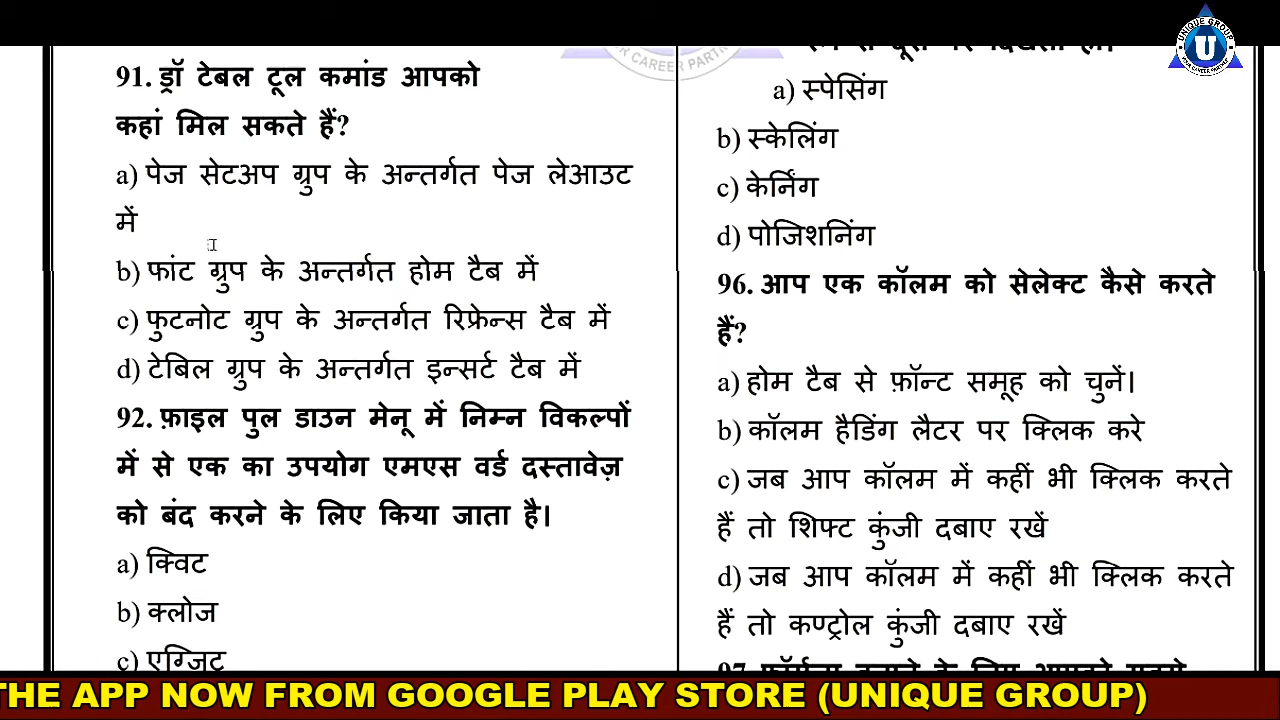 91. ड्रॉ टेबल टूल कमांड आपको
कहां मिल सकते हैं?
a) पेज सेटअप ग्रुप के अन्तर्गत पेज लेआउट
में
b) फांट ग्रुप के अन्तर्गत होम टैब में
c) फुटनोट ग्रुप के अन्तर्गत रिफ्रेन्स टैब में
d) टेबिल ग्रुप के अन्तर्गत इन्सर्ट टैब में
92. फ़ाइल पुल डाउन मेनू में निम्न विकल्पों
में से एक का उपयोग एमएस वर्ड दस्तावेज़
को बंद करने के लिए किया जाता है।
a) क्विट
b) क्लोज
c) एग्जिट
a) स्पेसिंग
b) स्केलिंग
c) केर्निंग
d) पोजिशनिंग
96. आप एक कॉलम को सेलेक्ट कैसे करते
हैं?
a) होम टैब से फ़ॉन्ट समूह को चुनें।
b) कॉलम हैडिंग लैटर पर क्लिक करे
c) जब आप कॉलम में कहीं भी क्लिक करते
हैं तो शिफ्ट कुंजी दबाए रखें
d) जब आप कॉलम में कहीं भी क्लिक करते
हैं तो कण्ट्रोल कुंजी दबाए रखें
UNIQUE GROUP
U
THE APP NOW FROM GOOGLE PLAY STORE (UNIQUE GROUP)